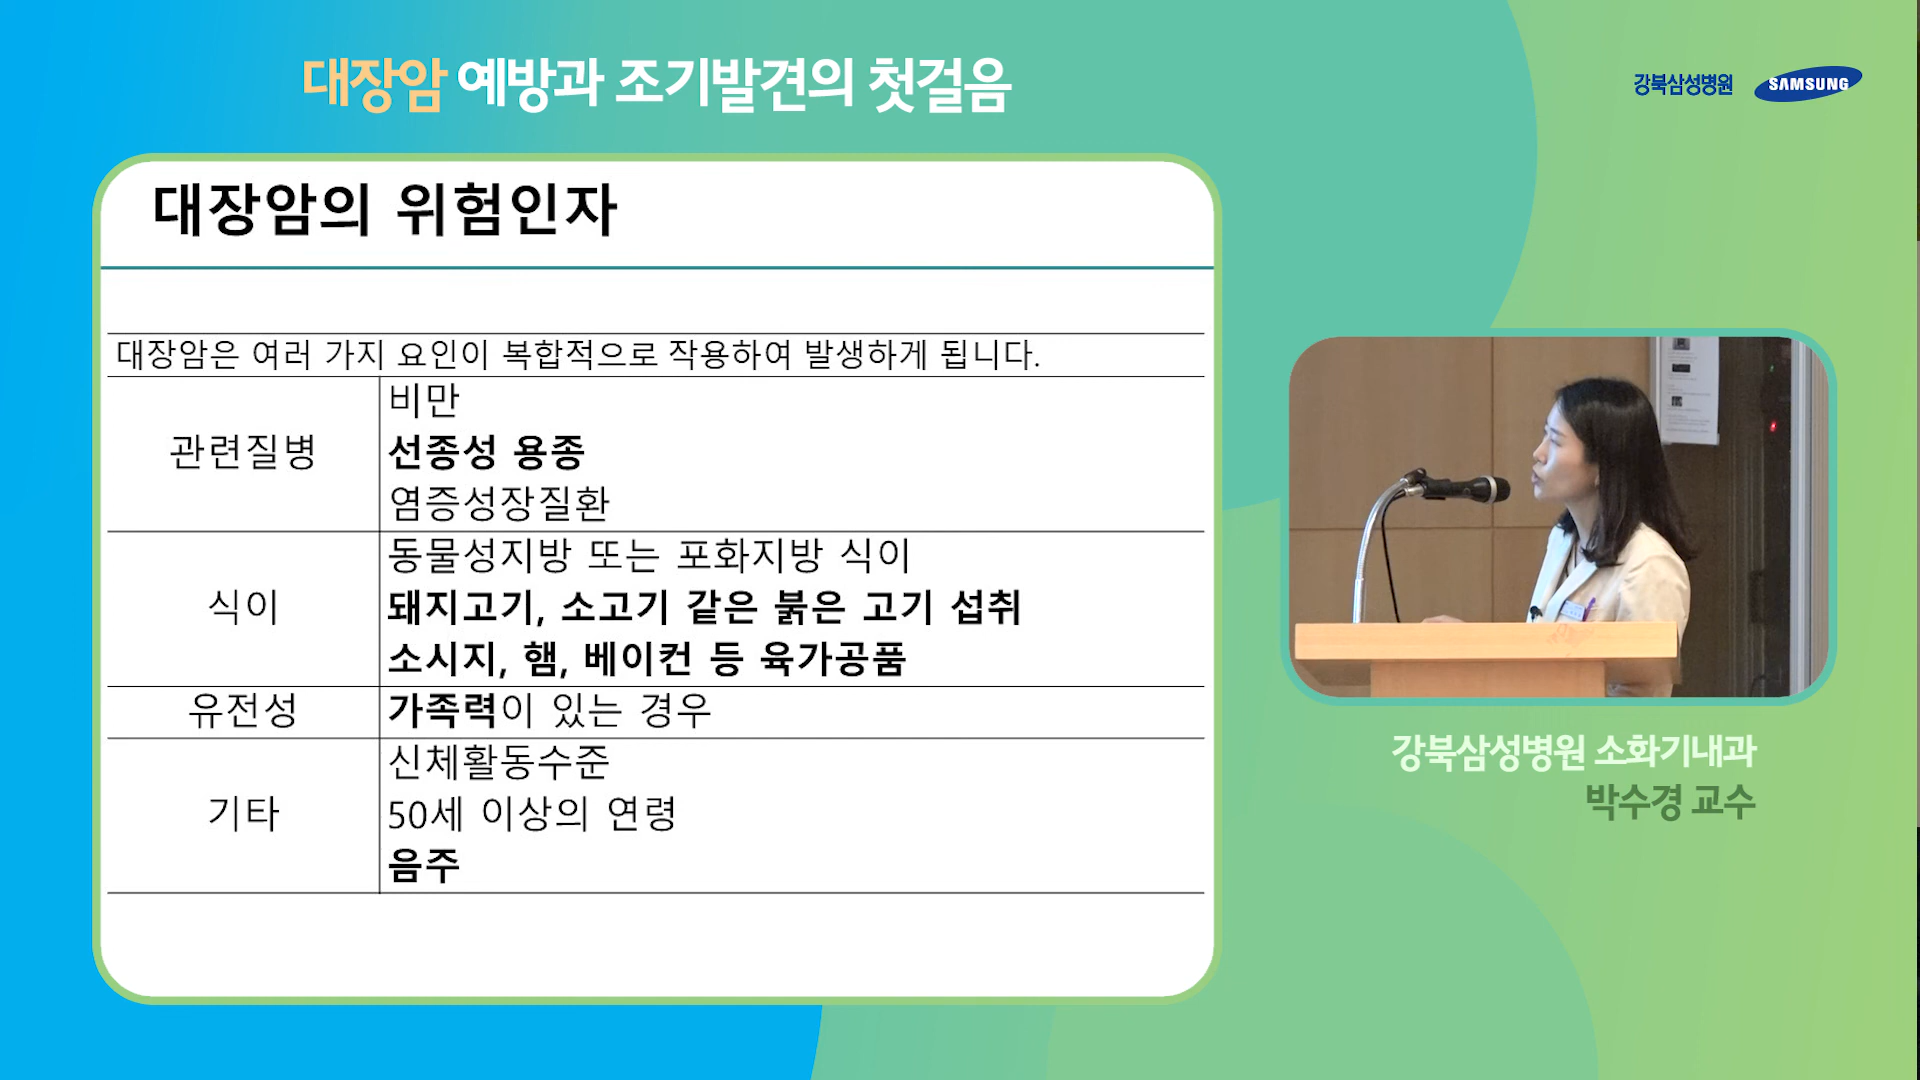 대장암 예방과 조기발견의 첫걸음
강북삼성병원 SAMSUNG
대장암의 위험인자
대장암은 여러 가지 요인이 복합적으로 작용하여 발생하게 됩니다.
관련질병
비만
선종성 용종
염증성장질환
식이
동물성지방 또는 포화지방 식이
돼지고기, 소고기 같은 붉은 고기 섭취
소시지, 햄, 베이컨 등 육가공품
유전성
가족력이 있는 경우
기타
신체활동수준
50세 이상의 연령
음주
강북삼성병원 소화기내과
박수경 교수